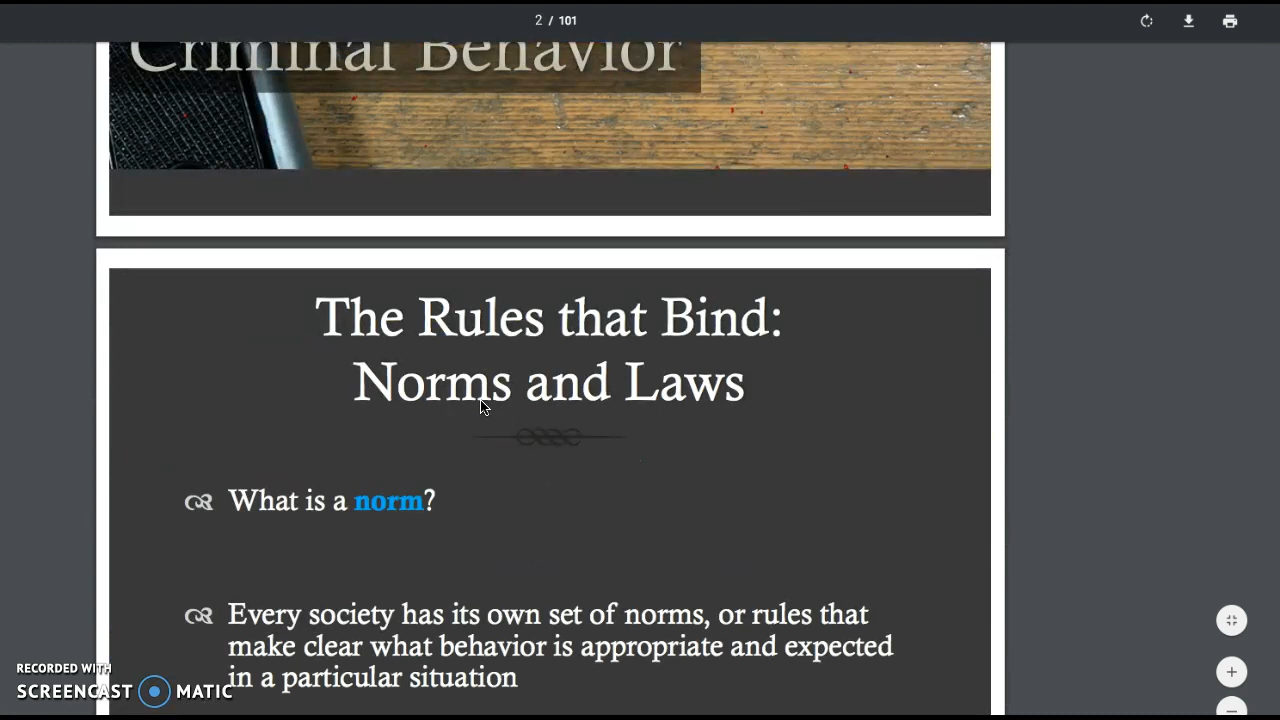 2 / 101
Criminal Behavior
The Rules that Bind:
Norms and Laws
What is a norm?
Every society has its own set of norms, or rules that
make clear what behavior is appropriate and expected
in a particular situation
RECORDED WITH
SCREENCAST MATIC